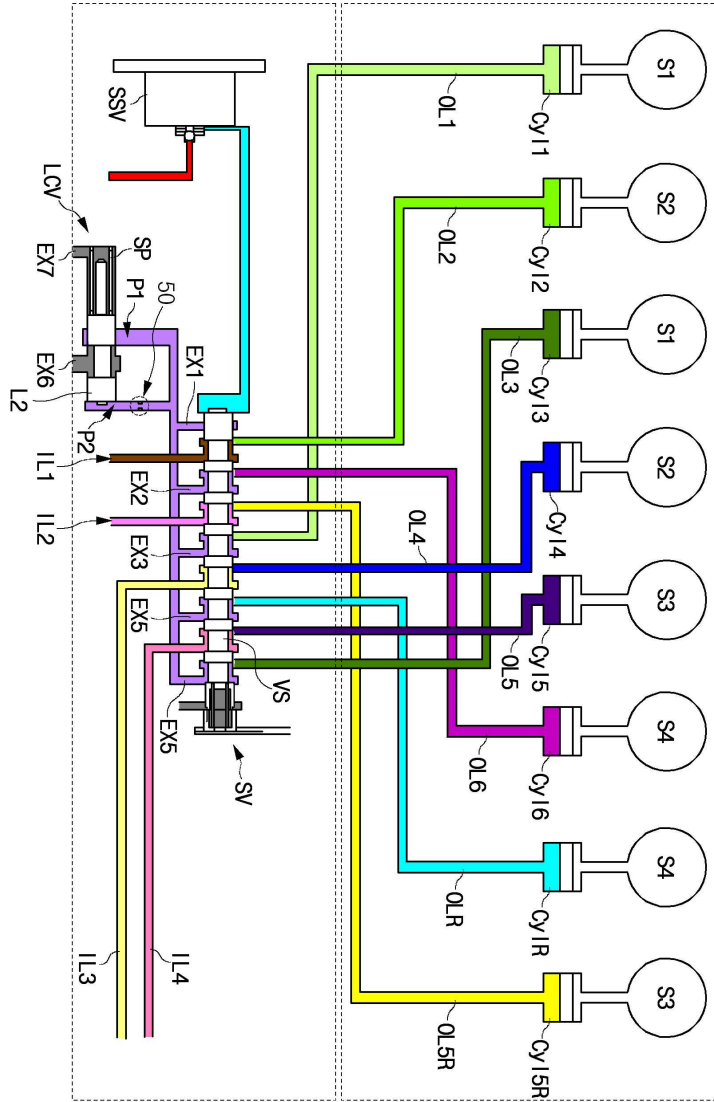 S1
S2
S1
S2
S3
S4
S4
S3
Cyl1
Cyl2
Cyl3
Cyl4
Cyl5
Cyl6
CylR
Cyl5R
OL1
OL2
OL3
OL4
OL5
OL6
OLR
OL5R
SSV
LCV
EX7
SP
P1
50
EX6
L2
P2
EX1
IL1
EX2
IL2
EX3
EX5
EX5
VS
SV
IL3
IL4